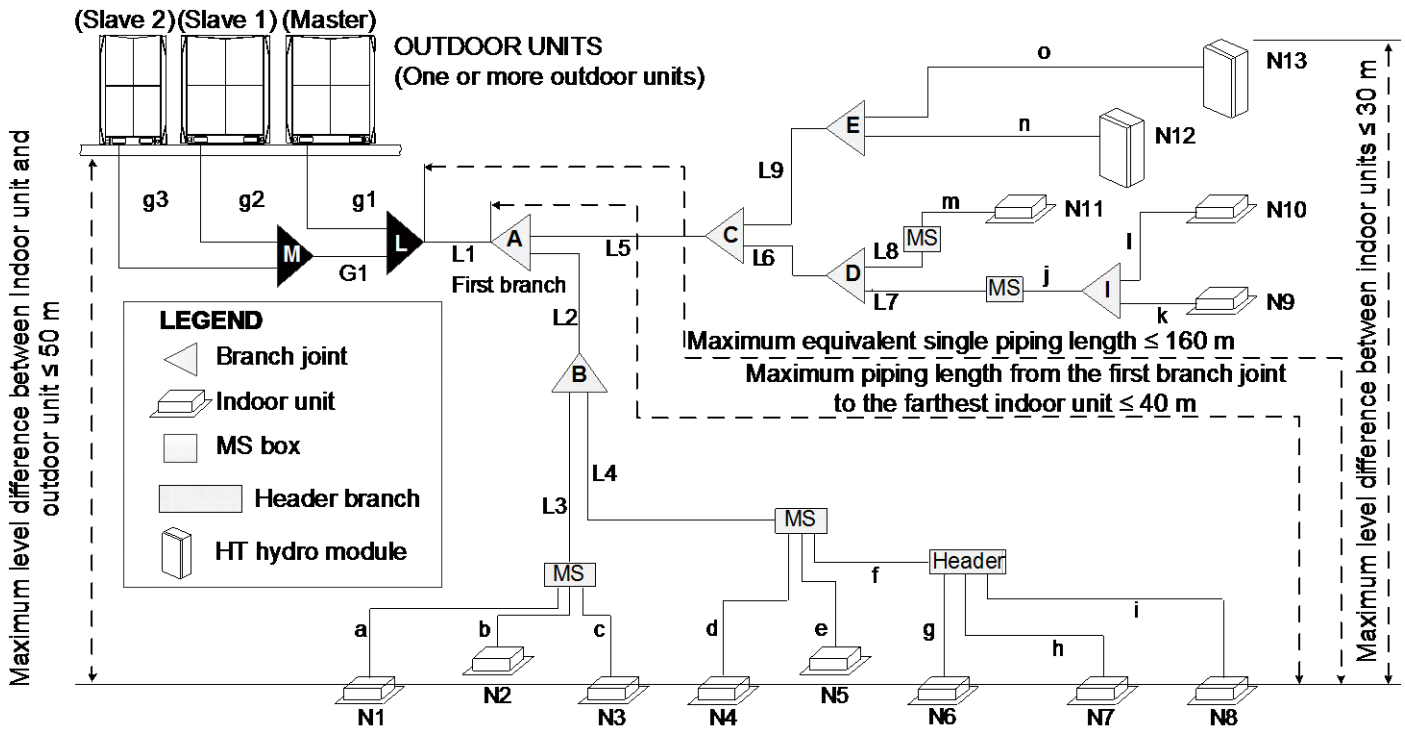 (Slave 2) (Slave 1) (Master)
OUTDOOR UNITS
(One or more outdoor units)
Maximum level difference between indoor unit and
outdoor unit ≤ 50 m
Maximum level difference between indoor units ≤ 30 m
g3
g2
g1
M
G1
L
L1
A
First branch
L5
C
L9
E
o
N13
n
N12
L6
D
L8
MS
m
N11
L7
MS
j
I
l
N10
k
N9
L2
B
Maximum equivalent single piping length ≤ 160 m
Maximum piping length from the first branch joint
to the farthest indoor unit ≤ 40 m
LEGEND
Branch joint
Indoor unit
MS box
Header branch
HT hydro module
L3
L4
MS
MS
Header
a
b
c
d
e
f
g
h
i
N1
N2
N3
N4
N5
N6
N7
N8